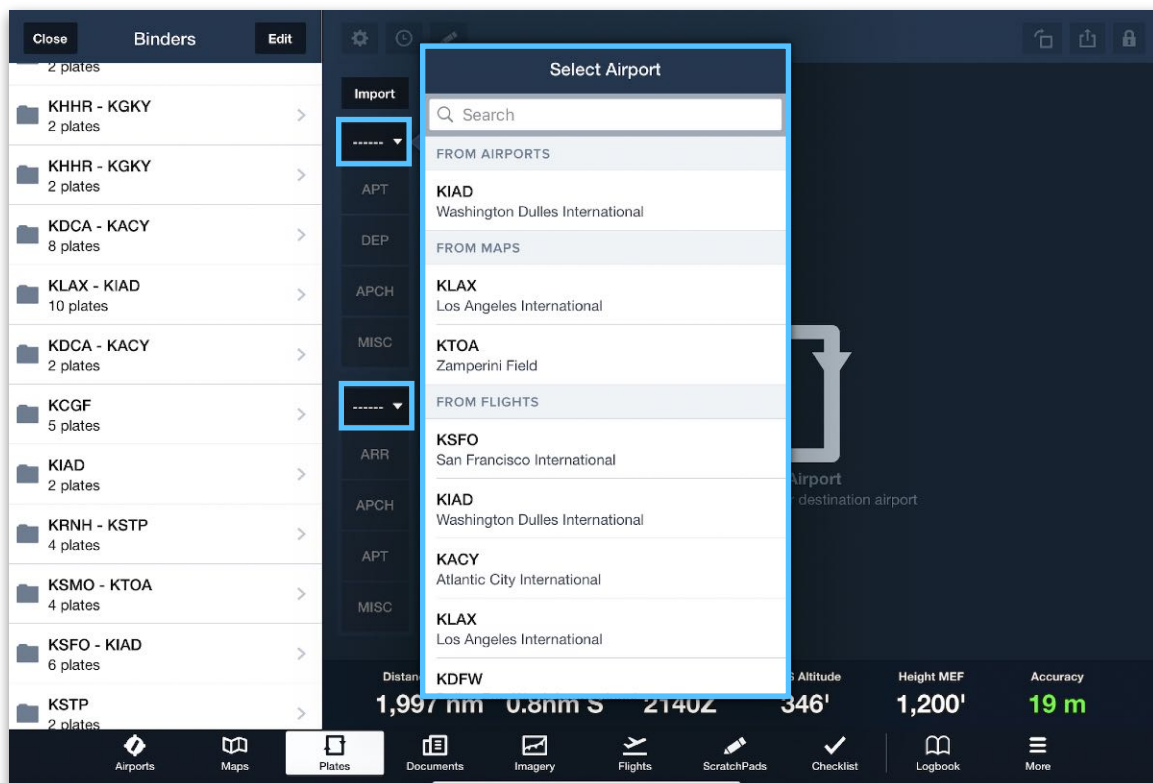 Close
Binders
Edit
2 plates
KHHR - KGKY
2 plates
KHHR - KGKY
2 plates
KDCA - KACY
8 plates
KLAX - KIAD
10 plates
KDCA - KACY
2 plates
KCGF
5 plates
KIAD
2 plates
KRNH - KSTP
4 plates
KSMO - KTOA
4 plates
KSFO - KIAD
6 plates
KSTP
2 plates
Import
------
APT
DEP
APCH
MISC
------
ARR
APCH
APT
MISC
Select Airport
Search
FROM AIRPORTS
KIAD
Washington Dulles International
FROM MAPS
KLAX
Los Angeles International
KTOA
Zamperini Field
FROM FLIGHTS
KSFO
San Francisco International
KIAD
Washington Dulles International
KACY
Atlantic City International
KLAX
Los Angeles International
KDFW
Airport
destination airport
Altitude
Height MEF
Accuracy
1,997 nm
0.8nm S
2140Z
346'
1,200'
19 m
Airports
Maps
Plates
Documents
Imagery
Flights
ScratchPads
Checklist
Logbook
More